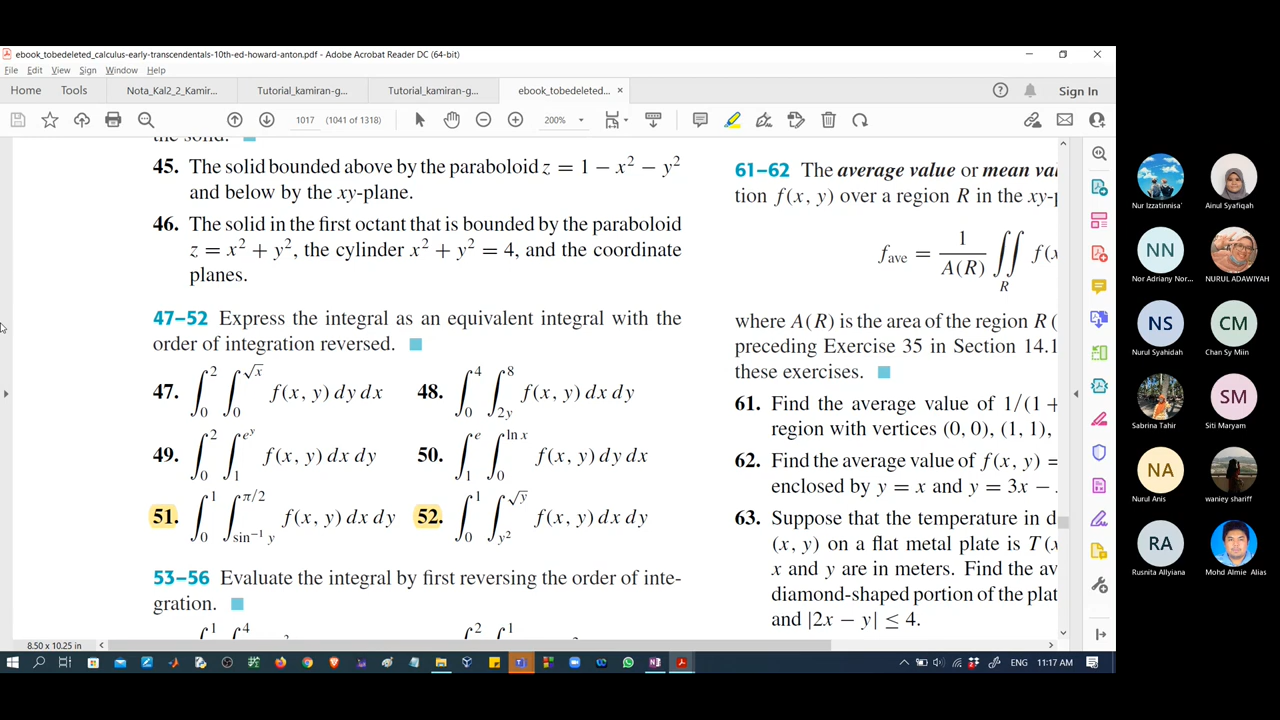 ebook_tobedeleted_calculus-early-transcendentals-10th-ed-howard-anton.pdf - Adobe Acrobat Reader DC (64-bit)
File Edit View Sign Window Help
Home Tools Nota_Kal2_2_Kamir... Tutorial_kamiran-g... Tutorial_kamiran-g... ebook_tobedeleted... × Sign In
1017 (1041 of 1318) 200%
the solid.
45. The solid bounded above by the paraboloid z = 1 − x² − y²
and below by the xy-plane.
46. The solid in the first octant that is bounded by the paraboloid
z = x² + y², the cylinder x² + y² = 4, and the coordinate
planes.
47–52 Express the integral as an equivalent integral with the
order of integration reversed.
47. ∫₀² ∫₀^√x f(x, y) dy dx 48. ∫₀⁴ ∫_2y^8 f(x, y) dx dy
49. ∫₀² ∫₁^e^y f(x, y) dx dy 50. ∫₁^e ∫₀^ln x f(x, y) dy dx
51. ∫₀¹ ∫_sin⁻¹ y^π/2 f(x, y) dx dy 52. ∫₀¹ ∫_y²^√y f(x, y) dx dy
53–56 Evaluate the integral by first reversing the order of inte-
gration.
61–62 The average value or mean val
tion f(x, y) over a region R in the xy-p
f_ave = 1/A(R) ∬_R f(x
where A(R) is the area of the region R (
preceding Exercise 35 in Section 14.1
these exercises.
61. Find the average value of 1/(1 +
region with vertices (0, 0), (1, 1),
62. Find the average value of f(x, y) =
enclosed by y = x and y = 3x −
63. Suppose that the temperature in d
(x, y) on a flat metal plate is T(x
x and y are in meters. Find the av
diamond-shaped portion of the plat
and |2x − y| ≤ 4.
8.50 x 10.25 in
ENG 11:17 AM
Nur Izzatinnisa'
Ainul Syafiqah
NN
Nor Adriany Nor...
NURUL ADAWIYAH
NS
Nurul Syahidah
CM
Chan Sy Miin
Sabrina Tahir
SM
Siti Maryam
NA
Nurul Anis
waniey shariff
RA
Rusnita Allyiana
Mohd Almie Alias